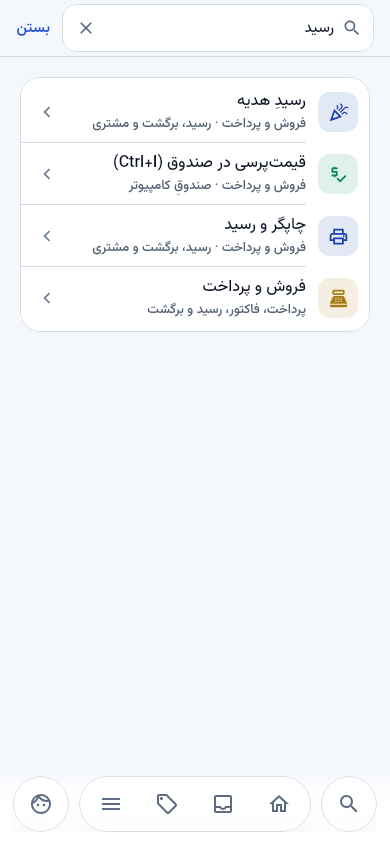 رسید
بستن
رسیدِ هدیه
فروش و پرداخت · رسید، برگشت و مشتری
قیمت‌پرسی در صندوق (Ctrl+I)
فروش و پرداخت · صندوقِ کامپیوتر
چاپگر و رسید
فروش و پرداخت · رسید، برگشت و مشتری
فروش و پرداخت
پرداخت، فاکتور، رسید و برگشت